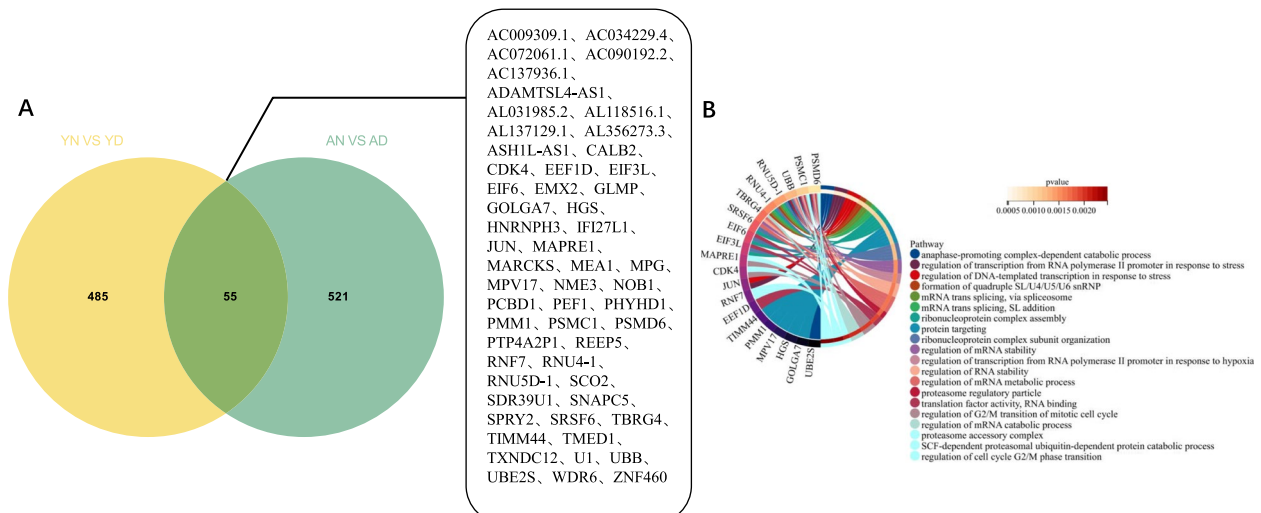 A
YN VS YD
AN VS AD
485
55
521
AC009309.1、AC034229.4、
AC072061.1、AC090192.2、
AC137936.1、
ADAMTSL4-AS1、
AL031985.2、AL118516.1、
AL137129.1、AL356273.3、
ASH1L-AS1、CALB2、
CDK4、EEF1D、EIF3L、
EIF6、EMX2、GLMP、
GOLGA7、HGS、
HNRNPH3、IFI27L1、
JUN、MAPRE1、
MARCKS、MEA1、MPG、
MPV17、NME3、NOB1、
PCBD1、PEF1、PHYHD1、
PMM1、PSMC1、PSMD6、
PTP4A2P1、REEP5、
RNF7、RNU4-1、
RNU5D-1、SCO2、
SDR39U1、SNAPC5、
SPRY2、SRSF6、TBRG4、
TIMM44、TMED1、
TXNDC12、U1、UBB、
UBE2S、WDR6、ZNF460
B
PSMD6
PSMC1
UBB
RNU5D-1
RNU4-1
TBRG4
SRSF6
EIF6
EIF3L
MAPRE1
CDK4
JUN
RNF7
EEF1D
TIMM44
PMM1
MPV17
HGS
GOLGA7
UBE2S
pvalue
0.0005 0.0010 0.0015 0.0020
Pathway
anaphase-promoting complex-dependent catabolic process
regulation of transcription from RNA polymerase II promoter in response to stress
regulation of DNA-templated transcription in response to stress
formation of quadruple SL/U4/U5/U6 snRNP
mRNA trans splicing, via spliceosome
mRNA trans splicing, SL addition
ribonucleoprotein complex assembly
protein targeting
ribonucleoprotein complex subunit organization
regulation of mRNA stability
regulation of transcription from RNA polymerase II promoter in response to hypoxia
regulation of RNA stability
regulation of mRNA metabolic process
proteasome regulatory particle
translation factor activity, RNA binding
regulation of G2/M transition of mitotic cell cycle
regulation of mRNA catabolic process
proteasome accessory complex
SCF-dependent proteasomal ubiquitin-dependent protein catabolic process
regulation of cell cycle G2/M phase transition